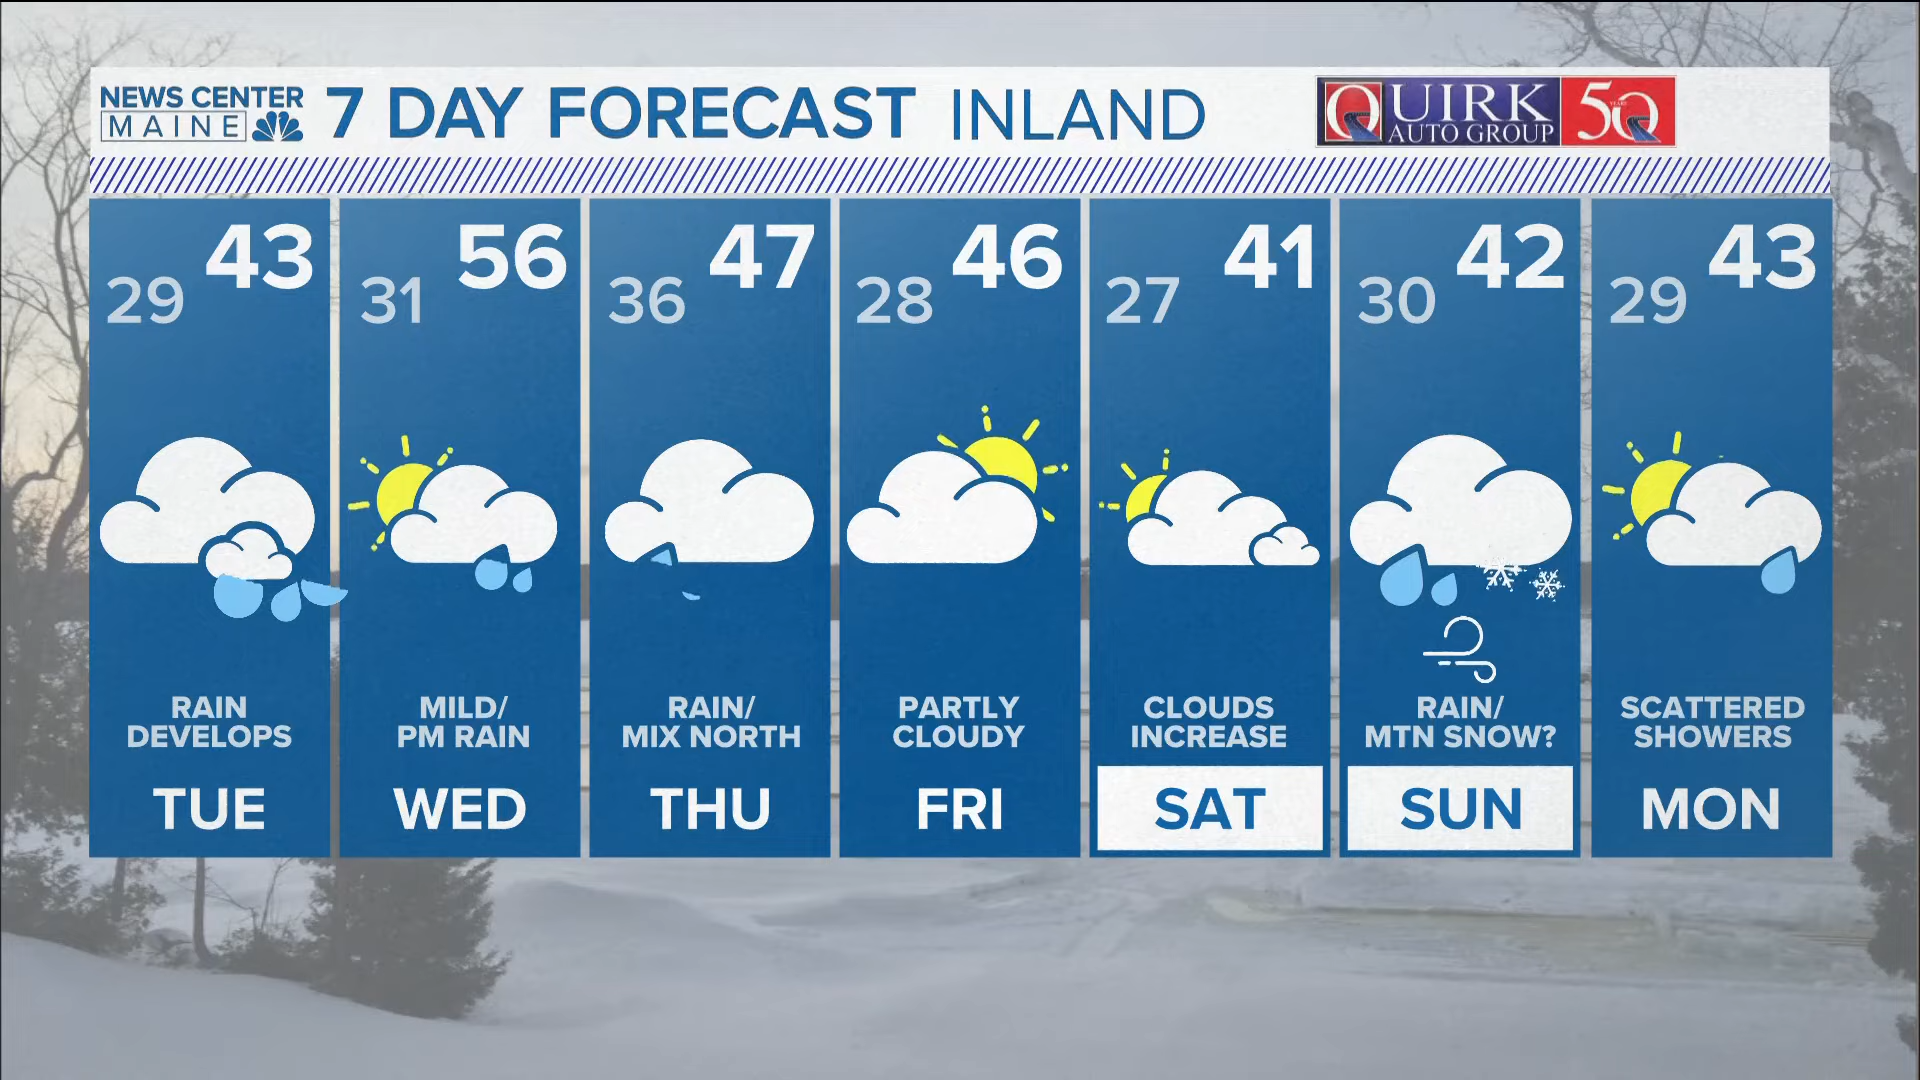 NEWS CENTER
MAINE
7 DAY FORECAST INLAND
QUIRK
AUTO GROUP
50
YEARS
29 43
31 56
36 47
28 46
27 41
30 42
29 43
RAIN
DEVELOPS
MILD/
PM RAIN
RAIN/
MIX NORTH
PARTLY
CLOUDY
CLOUDS
INCREASE
RAIN/
MTN SNOW?
SCATTERED
SHOWERS
TUE
WED
THU
FRI
SAT
SUN
MON